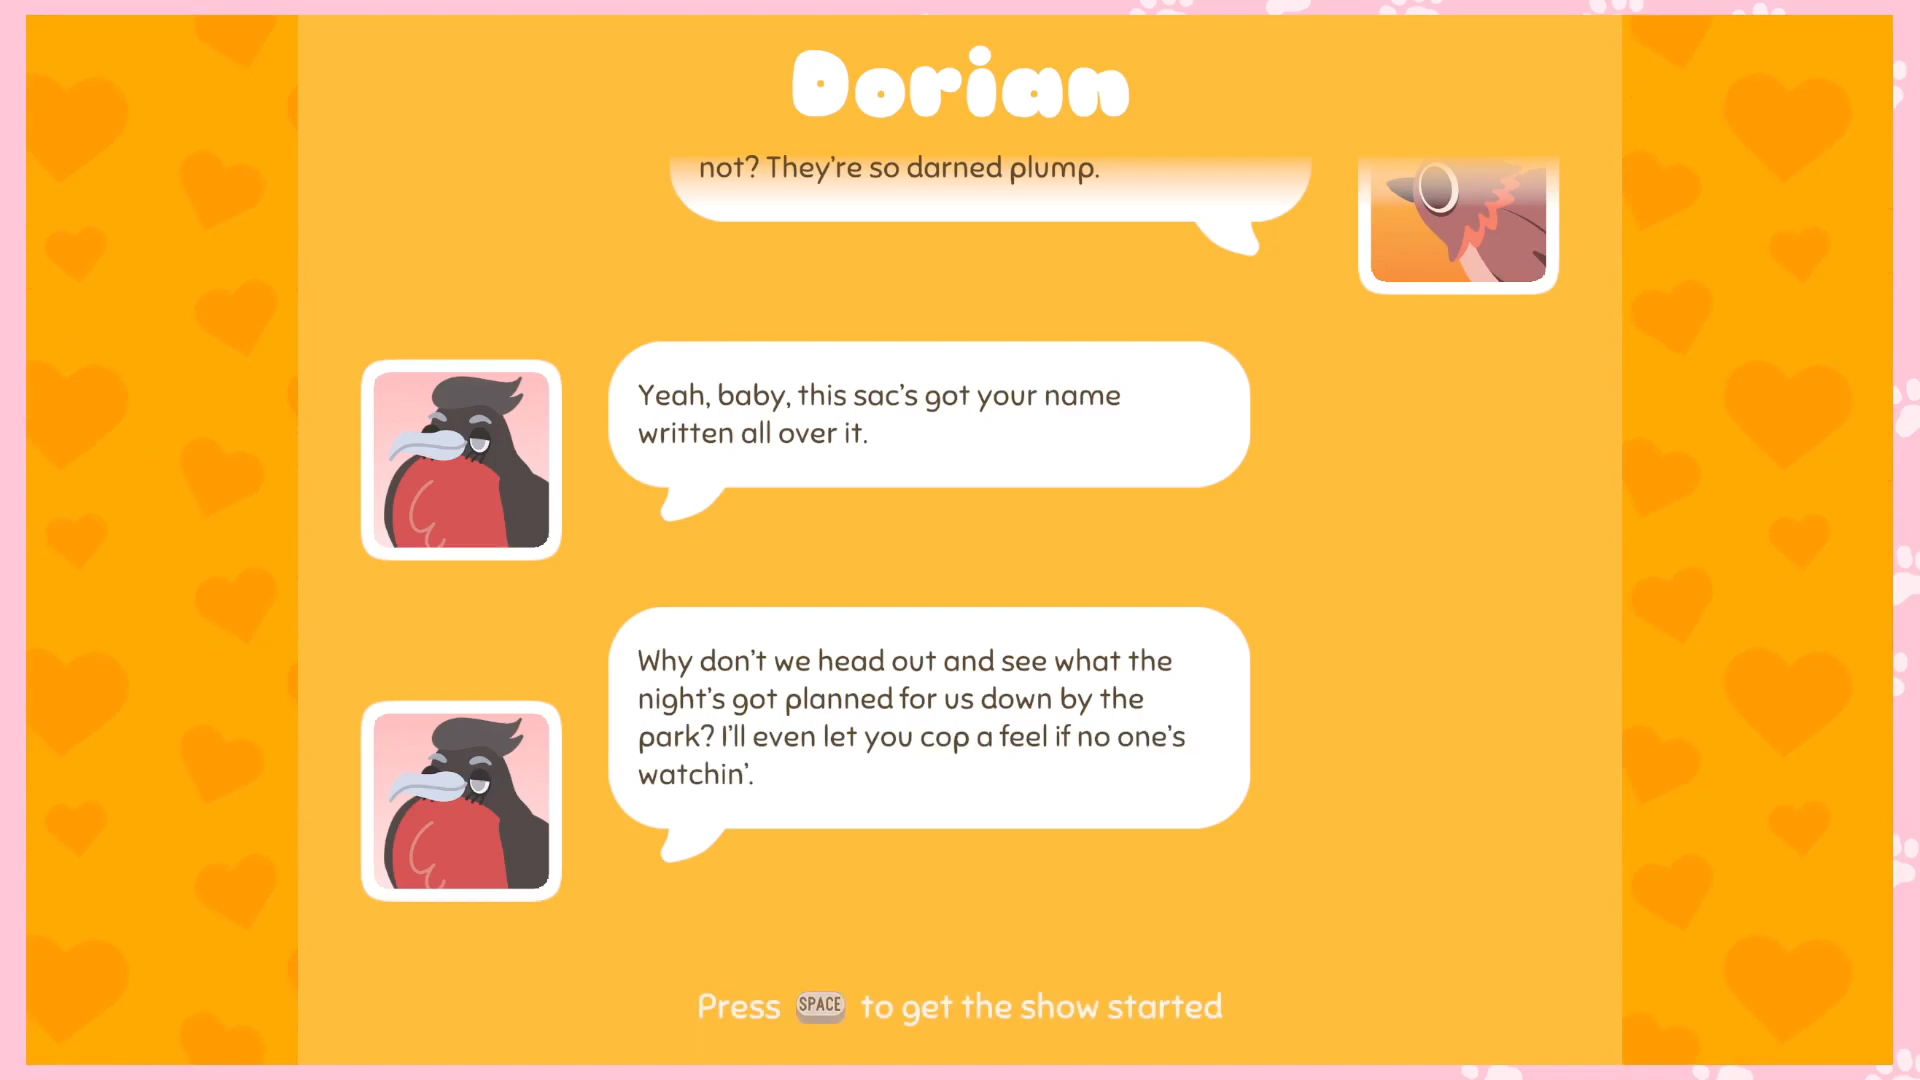 Dorian
not? They're so darned plump.
Yeah, baby, this sac's got your name
written all over it.
Why don't we head out and see what the
night's got planned for us down by the
park? I'll even let you cop a feel if no one's
watchin'.
Press SPACE to get the show started